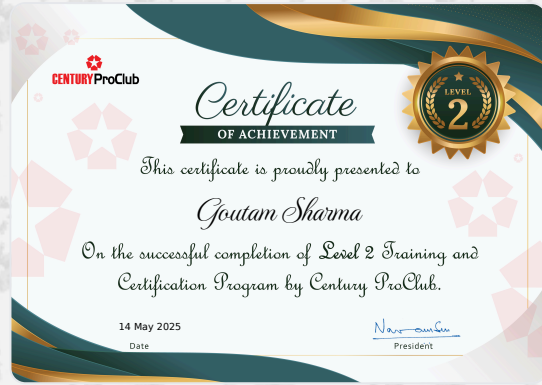 CENTURY ProClub
Certificate
OF ACHIEVEMENT
LEVEL
2
This certificate is proudly presented to
Goutam Sharma
On the successful completion of Level 2 Training and
Certification Program by Century ProClub.
14 May 2025
Date
President